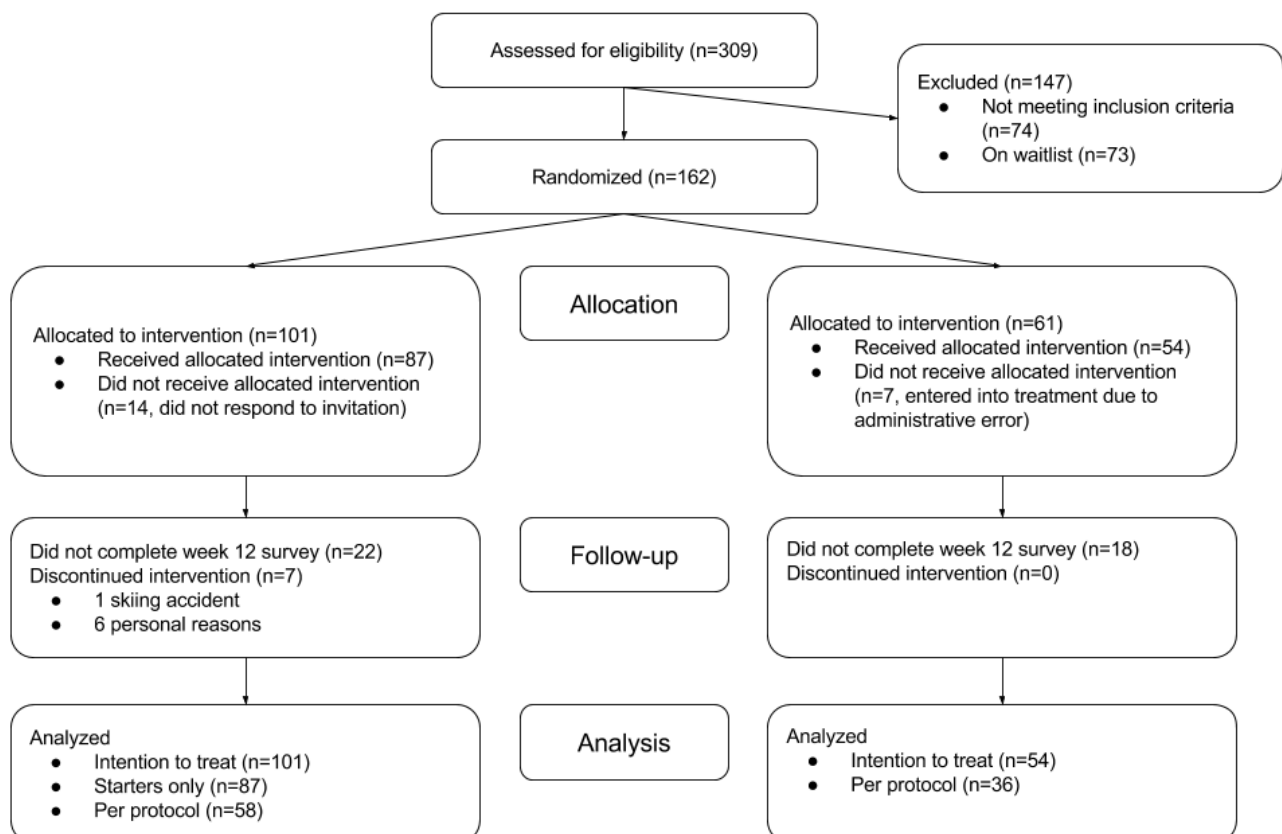 Assessed for eligibility (n=309)
Excluded (n=147)
● Not meeting inclusion criteria
(n=74)
● On waitlist (n=73)
Randomized (n=162)
Allocation
Allocated to intervention (n=101)
● Received allocated intervention (n=87)
● Did not receive allocated intervention
(n=14, did not respond to invitation)
Allocated to intervention (n=61)
● Received allocated intervention (n=54)
● Did not receive allocated intervention
(n=7, entered into treatment due to
administrative error)
Follow-up
Did not complete week 12 survey (n=22)
Discontinued intervention (n=7)
● 1 skiing accident
● 6 personal reasons
Did not complete week 12 survey (n=18)
Discontinued intervention (n=0)
Analysis
Analyzed
● Intention to treat (n=101)
● Starters only (n=87)
● Per protocol (n=58)
Analyzed
● Intention to treat (n=54)
● Per protocol (n=36)